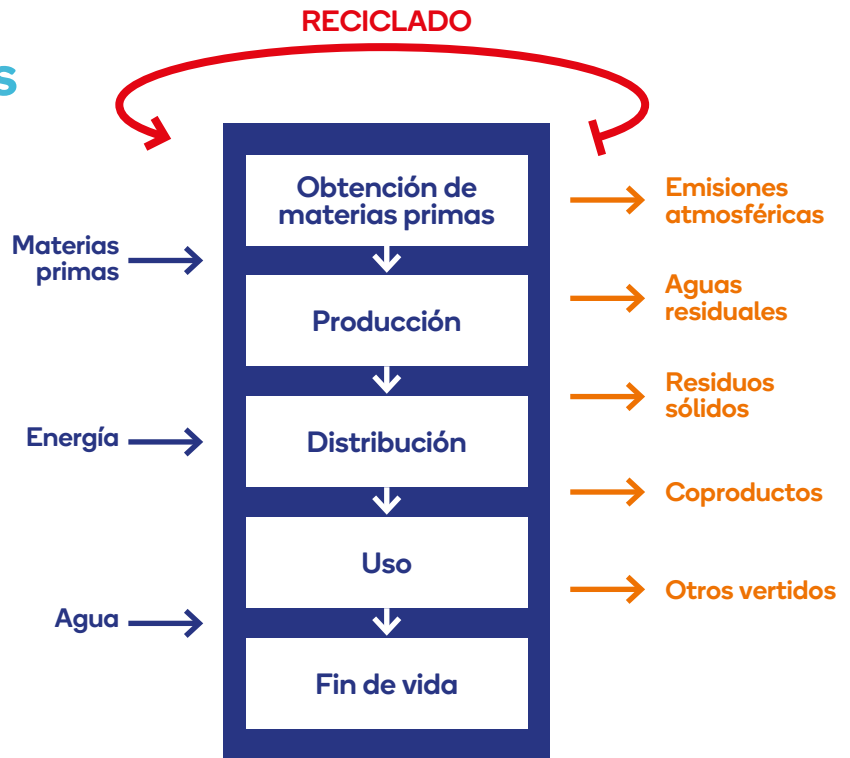 RECICLADO
s
Obtención de
materias primas
Producción
Distribución
Uso
Fin de vida
Materias
primas
Energía
Agua
Emisiones
atmosféricas
Aguas
residuales
Residuos
sólidos
Coproductos
Otros vertidos